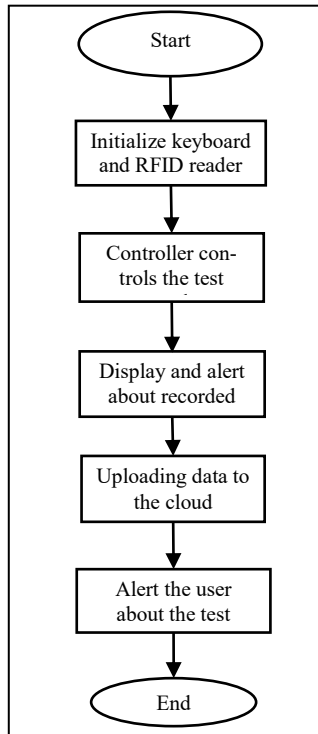 Start
Initialize keyboard
and RFID reader
Controller con-
trols the test
Display and alert
about recorded
Uploading data to
the cloud
Alert the user
about the test
End